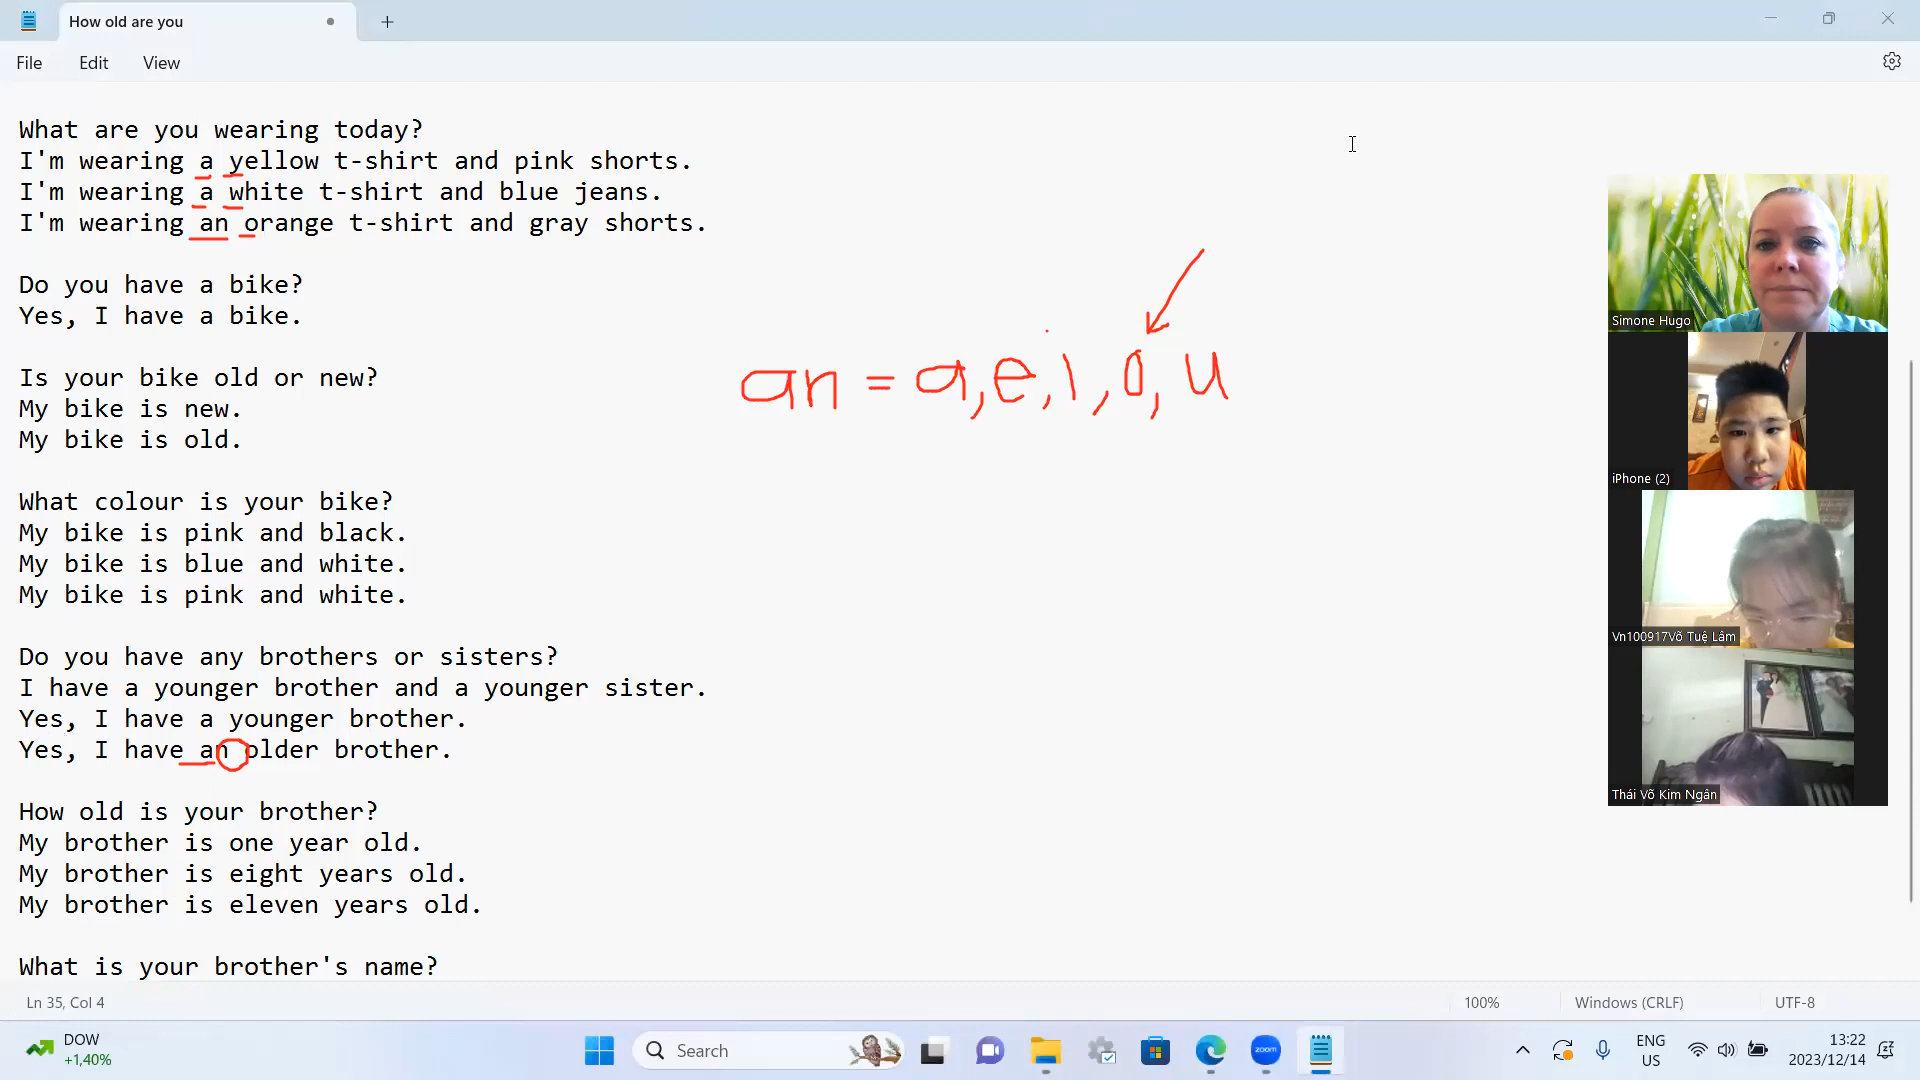 How old are you
File Edit View
What are you wearing today?
I'm wearing a yellow t-shirt and pink shorts.
I'm wearing a white t-shirt and blue jeans.
I'm wearing an orange t-shirt and gray shorts.
Do you have a bike?
Yes, I have a bike.
Is your bike old or new?
My bike is new.
My bike is old.
What colour is your bike?
My bike is pink and black.
My bike is blue and white.
My bike is pink and white.
Do you have any brothers or sisters?
I have a younger brother and a younger sister.
Yes, I have a younger brother.
Yes, I have an older brother.
How old is your brother?
My brother is one year old.
My brother is eight years old.
My brother is eleven years old.
What is your brother's name?
an = a, e, i, o, u
Simone Hugo
iPhone (2)
Vn100917Võ Tuệ Lâm
Thái Võ Kim Ngân
Ln 35, Col 4
100%
Windows (CRLF)
UTF-8
DOW
+1,40%
Search
zoom
ENG
US
13:22
2023/12/14